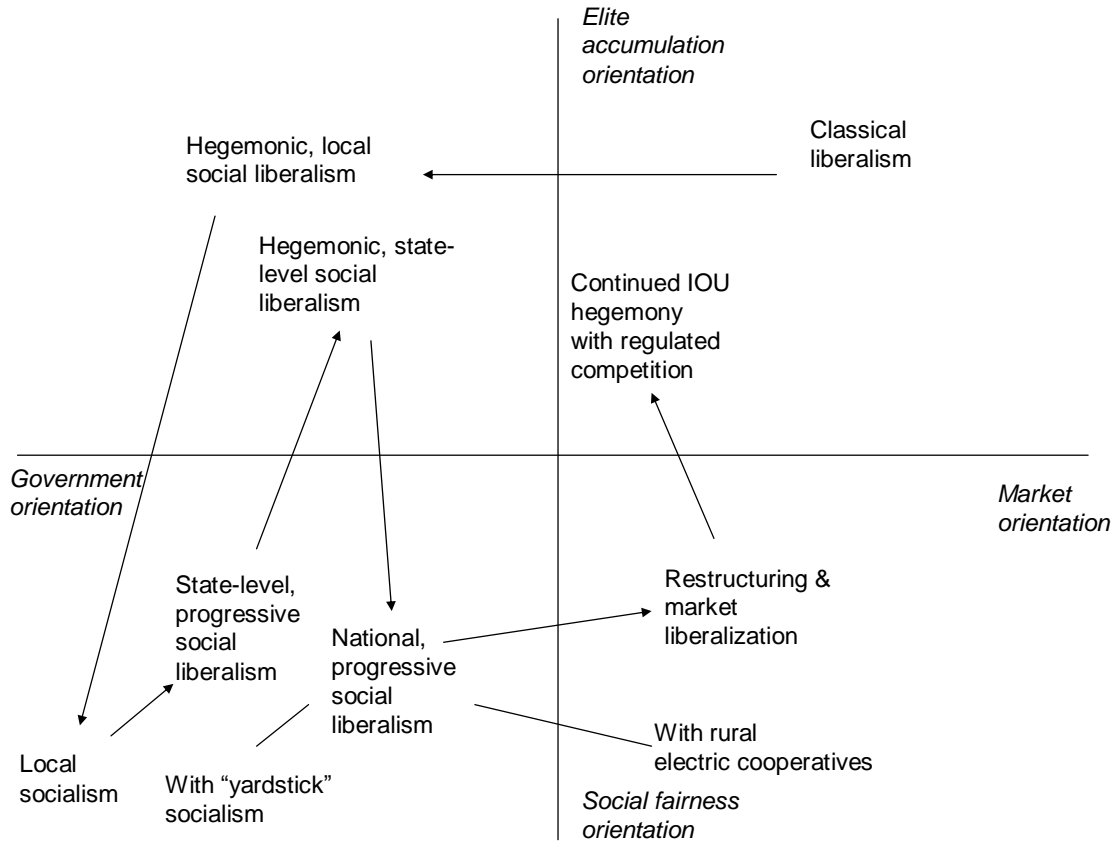 Elite
accumulation
orientation
Classical
liberalism
Hegemonic, local
social liberalism
Hegemonic, state-
level social
liberalism
Continued IOU
hegemony
with regulated
competition
Government
orientation
Market
orientation
State-level,
progressive
social
liberalism
National,
progressive
social
liberalism
Restructuring &
market
liberalization
Local
socialism
With “yardstick”
socialism
With rural
electric cooperatives
Social fairness
orientation